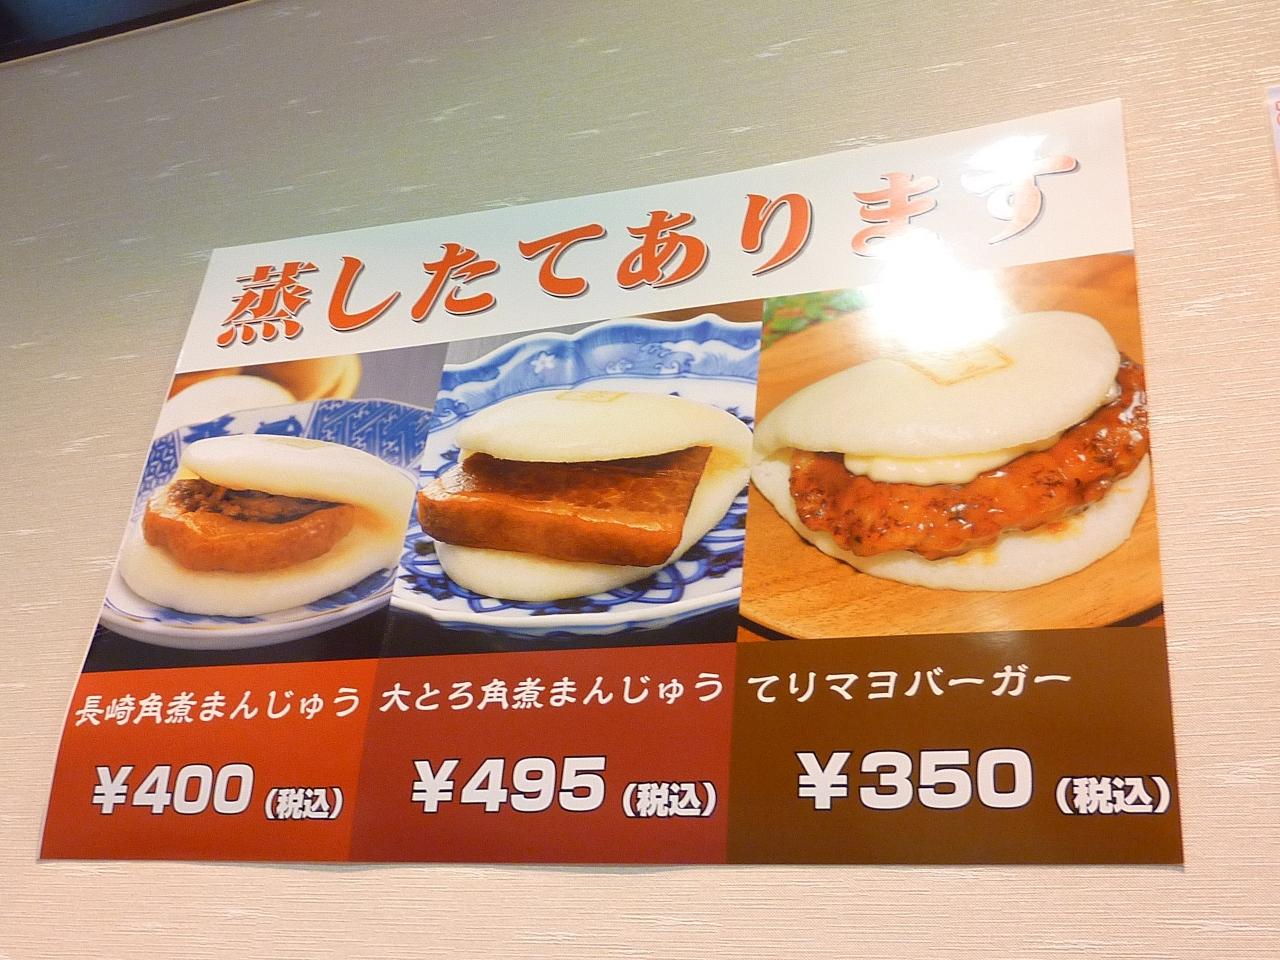 蒸したてあります
長崎角煮まんじゅう
¥400(税込)
大とろ角煮まんじゅう
¥495(税込)
てりマヨバーガー
¥350(税込)